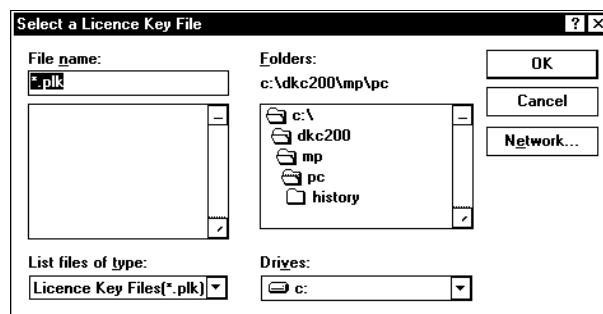 Select a Licence Key File
File name:
*.plk
List files of type:
Licence Key Files(*.plk)
Folders:
c:\dkc200\mp\pc
c:\
dkc200
mp
pc
history
Drives:
c:
OK
Cancel
Network...